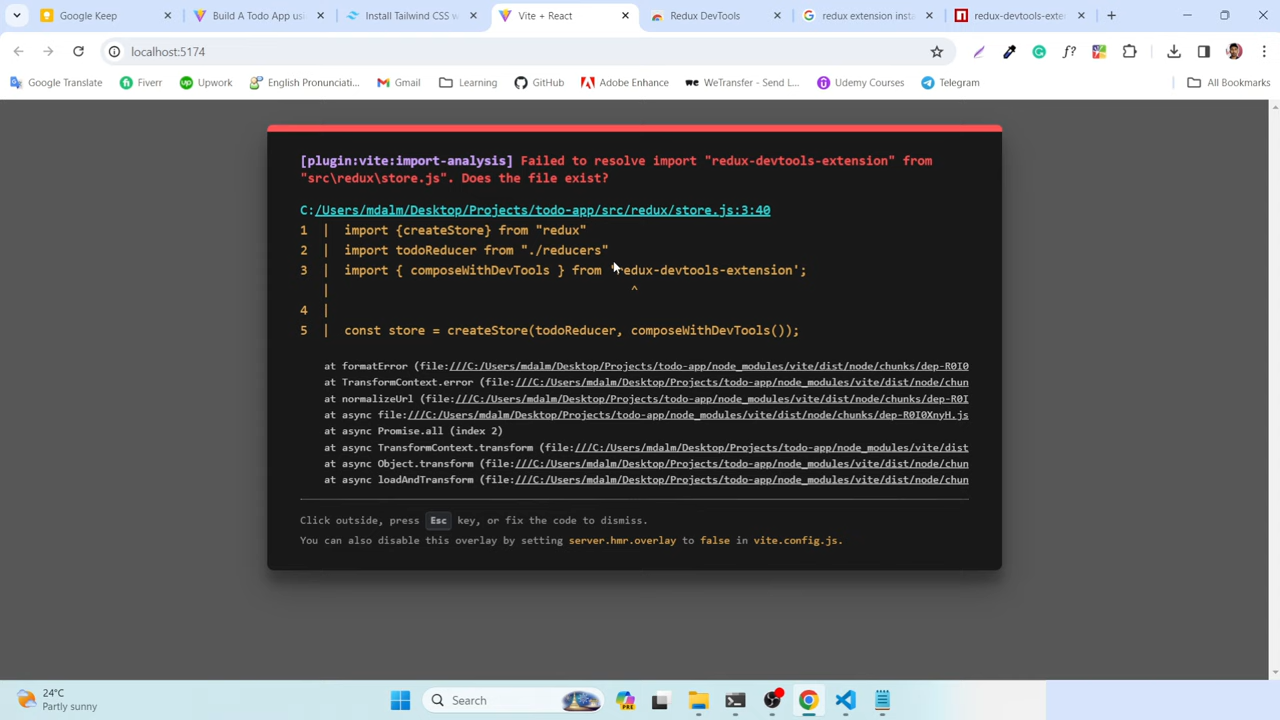 Google Keep
Build A Todo App using
Install Tailwind CSS w
Vite + React
Redux DevTools
redux extension insta
redux-devtools-exte
localhost:5174
f?
Google Translate
Fiverr
Upwork
English Pronunciati...
Gmail
Learning
GitHub
Adobe Enhance
WeTransfer - Send L...
Udemy Courses
Telegram
All Bookmarks
[plugin:vite:import-analysis] Failed to resolve import "redux-devtools-extension" from
"src\redux\store.js". Does the file exist?
C:/Users/mdalm/Desktop/Projects/todo-app/src/redux/store.js:3:40
1 | import {createStore} from "redux"
2 | import todoReducer from "./reducers"
3 | import { composeWithDevTools } from 'redux-devtools-extension';
| ^
4 |
5 | const store = createStore(todoReducer, composeWithDevTools());
at formatError (file:///C:/Users/mdalm/Desktop/Projects/todo-app/node_modules/vite/dist/node/chunks/dep-R0I0
at TransformContext.error (file:///C:/Users/mdalm/Desktop/Projects/todo-app/node_modules/vite/dist/node/chun
at normalizeUrl (file:///C:/Users/mdalm/Desktop/Projects/todo-app/node_modules/vite/dist/node/chunks/dep-R0I
at async file:///C:/Users/mdalm/Desktop/Projects/todo-app/node_modules/vite/dist/node/chunks/dep-R0I0XnyH.js
at async Promise.all (index 2)
at async TransformContext.transform (file:///C:/Users/mdalm/Desktop/Projects/todo-app/node_modules/vite/dist
at async Object.transform (file:///C:/Users/mdalm/Desktop/Projects/todo-app/node_modules/vite/dist/node/chun
at async loadAndTransform (file:///C:/Users/mdalm/Desktop/Projects/todo-app/node_modules/vite/dist/node/chun
Click outside, press Esc key, or fix the code to dismiss.
You can also disable this overlay by setting server.hmr.overlay to false in vite.config.js.
24°C
Partly sunny
Search
PRE